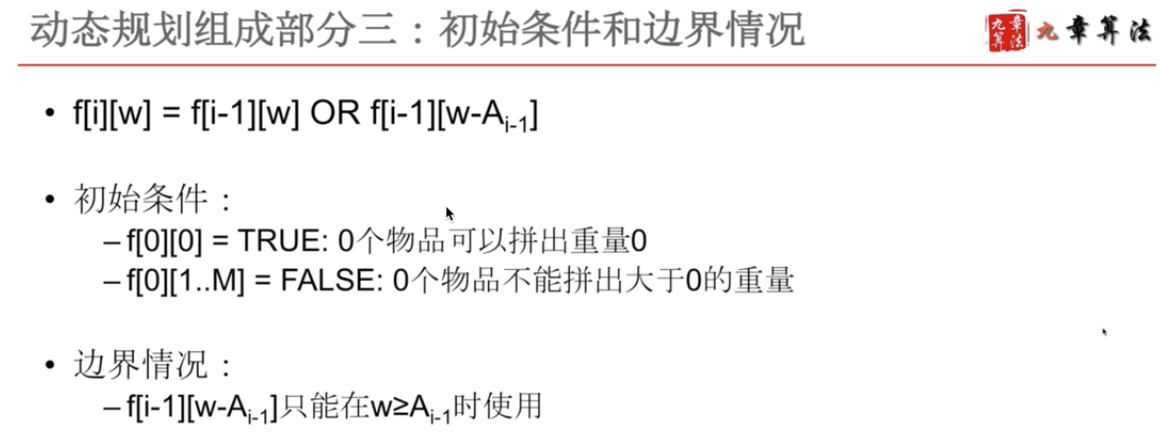 动态规划组成部分三：初始条件和边界情况
九章算法 九章算法
• f[i][w] = f[i-1][w] OR f[i-1][w-Ai-1]
• 初始条件：
– f[0][0] = TRUE: 0个物品可以拼出重量0
– f[0][1..M] = FALSE: 0个物品不能拼出大于0的重量
• 边界情况：
– f[i-1][w-Ai-1]只能在w≥Ai-1时使用